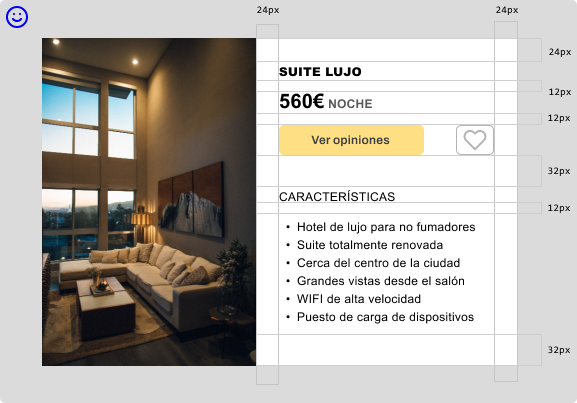 24px
24px
24px
SUITE LUJO
12px
560€ NOCHE
12px
Ver opiniones
32px
CARACTERÍSTICAS
12px
• Hotel de lujo para no fumadores
• Suite totalmente renovada
• Cerca del centro de la ciudad
• Grandes vistas desde el salón
• WIFI de alta velocidad
• Puesto de carga de dispositivos
32px